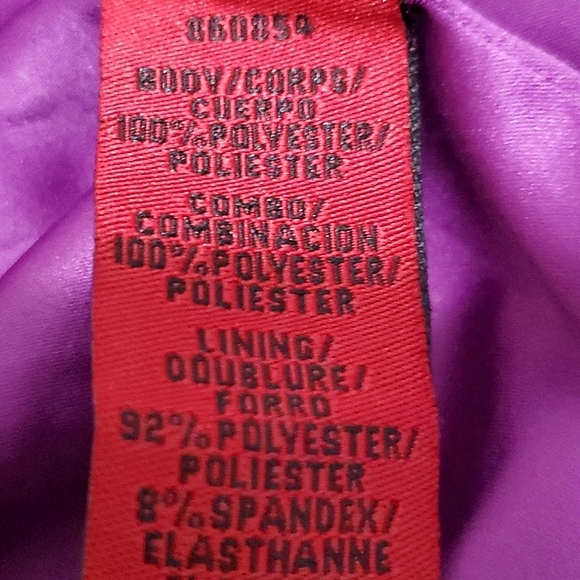 860854
BODY/CORPS/
CUERPO
100%POLYESTER/
POLIESTER
COMBO/
COMBINACION
100%POLYESTER/
POLIESTER
LINING/
DOUBLURE/
FORRO
92%POLYESTER/
POLIESTER
8%SPANDEX/
ELASTHANNE